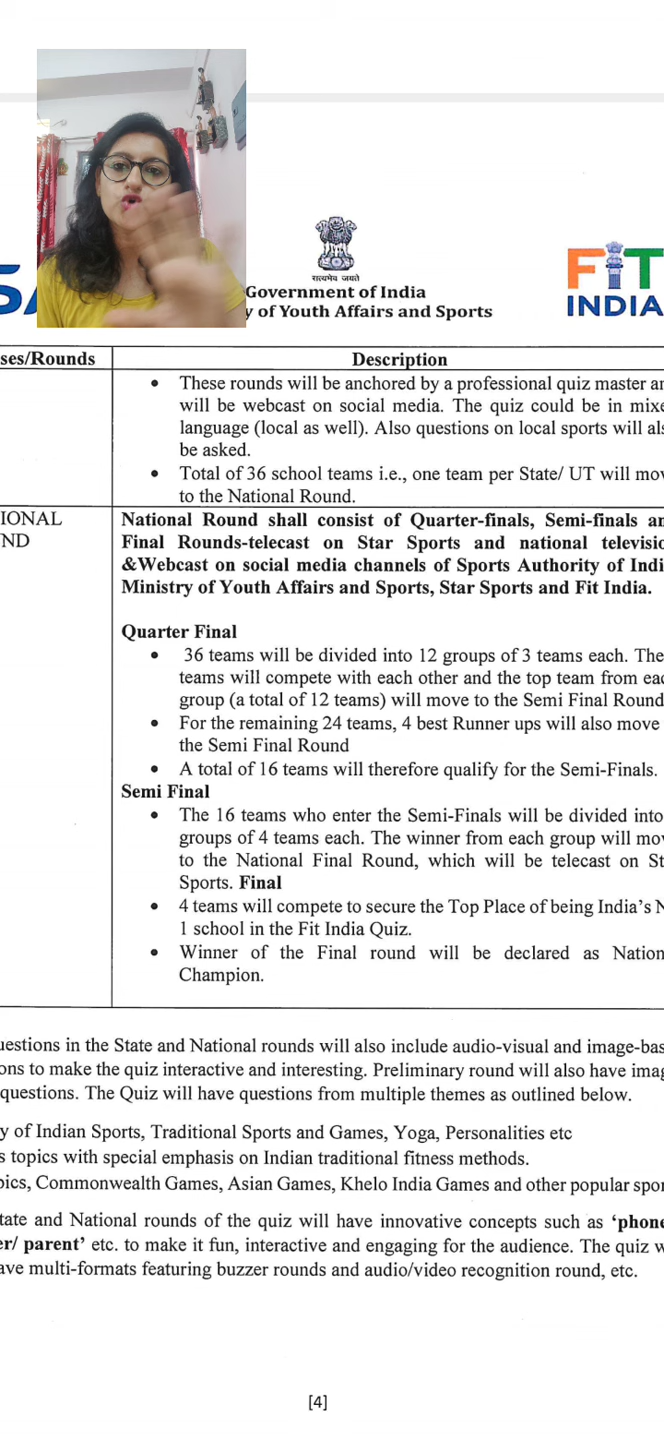 सत्यमेव जयते
FiT
Government of India
INDIA
y of Youth Affairs and Sports
ses/Rounds Description
• These rounds will be anchored by a professional quiz master an
will be webcast on social media. The quiz could be in mixe
language (local as well). Also questions on local sports will als
be asked.
• Total of 36 school teams i.e., one team per State/ UT will mov
to the National Round.
IONAL
ND
National Round shall consist of Quarter-finals, Semi-finals an
Final Rounds-telecast on Star Sports and national televisio
&Webcast on social media channels of Sports Authority of Indi
Ministry of Youth Affairs and Sports, Star Sports and Fit India.
Quarter Final
• 36 teams will be divided into 12 groups of 3 teams each. The
teams will compete with each other and the top team from eac
group (a total of 12 teams) will move to the Semi Final Round
• For the remaining 24 teams, 4 best Runner ups will also move
the Semi Final Round
• A total of 16 teams will therefore qualify for the Semi-Finals.
Semi Final
• The 16 teams who enter the Semi-Finals will be divided into
groups of 4 teams each. The winner from each group will mov
to the National Final Round, which will be telecast on St
Sports. Final
• 4 teams will compete to secure the Top Place of being India's N
1 school in the Fit India Quiz.
• Winner of the Final round will be declared as Nation
Champion.
uestions in the State and National rounds will also include audio-visual and image-bas
ons to make the quiz interactive and interesting. Preliminary round will also have imag
questions. The Quiz will have questions from multiple themes as outlined below.
y of Indian Sports, Traditional Sports and Games, Yoga, Personalities etc
s topics with special emphasis on Indian traditional fitness methods.
pics, Commonwealth Games, Asian Games, Khelo India Games and other popular spor
tate and National rounds of the quiz will have innovative concepts such as 'phone
er/ parent' etc. to make it fun, interactive and engaging for the audience. The quiz w
ave multi-formats featuring buzzer rounds and audio/video recognition round, etc.
[4]